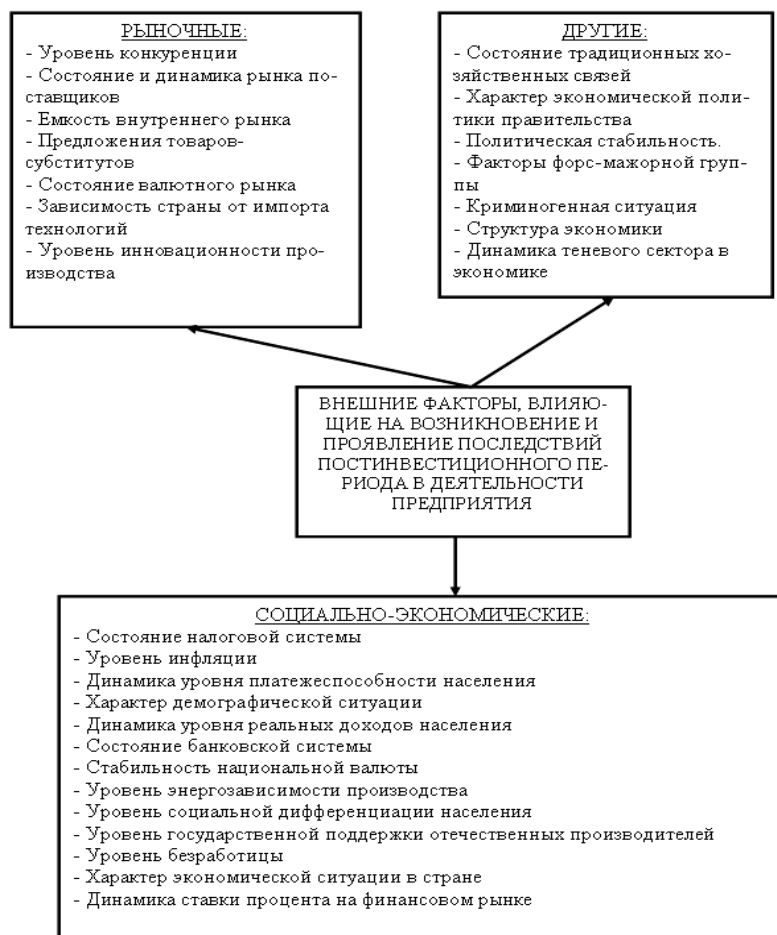 РЫНОЧНЫЕ:
- Уровень конкуренции
- Состояние и динамика рынка по-
ставщиков
- Емкость внутреннего рынка
- Предложения товаров-
субститутов
- Состояние валютного рынка
- Зависимость страны от импорта
технологий
- Уровень инновационности про-
изводства
ДРУГИЕ:
- Состояние традиционных хо-
зяйственных связей
- Характер экономической поли-
тики правительства
- Политическая стабильность.
- Факторы форс-мажорной груп-
пы
- Криминогенная ситуация
- Структура экономики
- Динамика теневого сектора в
экономике
ВНЕШНИЕ ФАКТОРЫ, ВЛИЯЮ-
ЩИЕ НА ВОЗНИКНОВЕНИЕ И
ПРОЯВЛЕНИЕ ПОСЛЕДСТВИЙ
ПОСТИНВЕСТИЦИОННОГО ПЕ-
РИОДА В ДЕЯТЕЛЬНОСТИ
ПРЕДПРИЯТИЯ
СОЦИАЛЬНО-ЭКОНОМИЧЕСКИЕ:
- Состояние налоговой системы
- Уровень инфляции
- Динамика уровня платежеспособности населения
- Характер демографической ситуации
- Динамика уровня реальных доходов населения
- Состояние банковской системы
- Стабильность национальной валюты
- Уровень энергозависимости производства
- Уровень социальной дифференциации населения
- Уровень государственной поддержки отечественных производителей
- Уровень безработицы
- Характер экономической ситуации в стране
- Динамика ставки процента на финансовом рынке